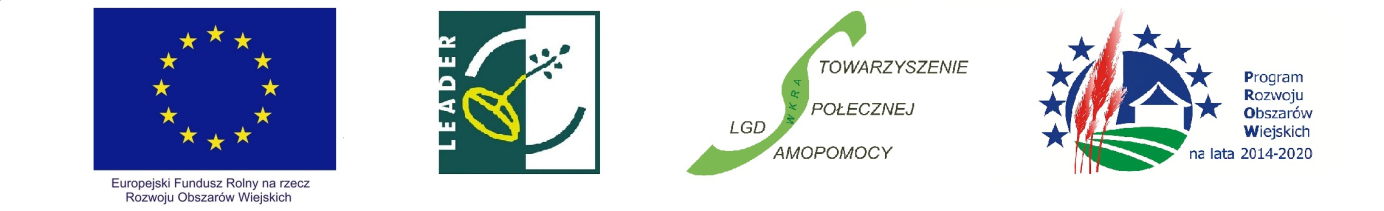 Europejski Fundusz Rolny na rzecz
Rozwoju Obszarów Wiejskich
LEADER
TOWARZYSZENIE
WKRA
POŁECZNEJ
LGD
AMOPOMOCY
Program
Rozwoju
Obszarów
Wiejskich
na lata 2014-2020